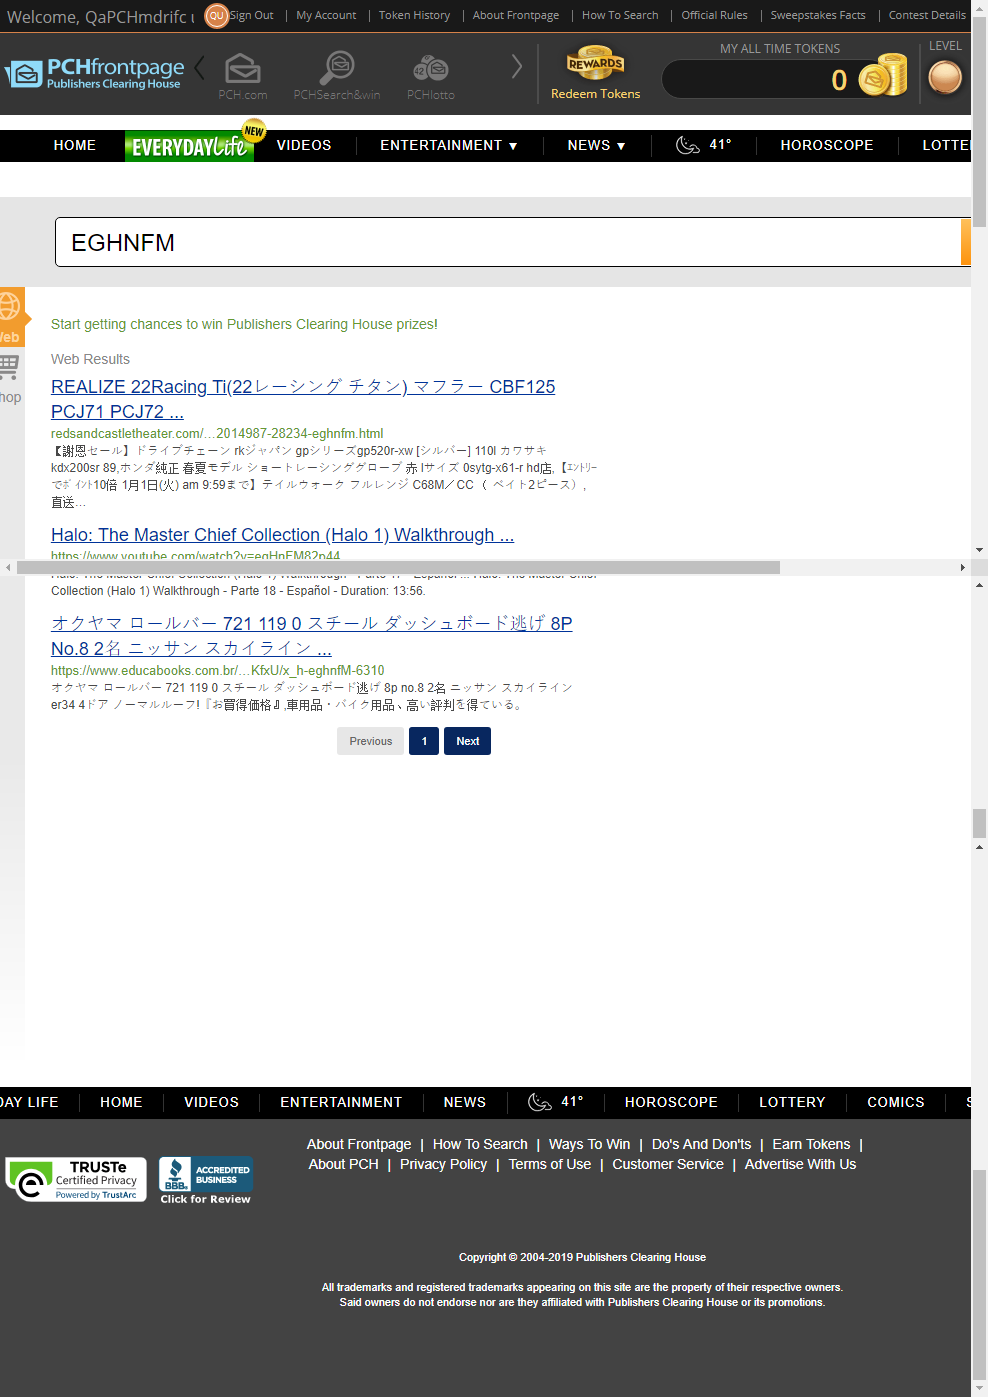 Welcome, QaPCHmdrifc
QU
Sign Out | My Account | Token History | About Frontpage | How To Search | Official Rules | Sweepstakes Facts | Contest Details
PCHfrontpage
Publishers Clearing House
PCH.com
PCHSearch&win
42
PCHlotto
REWARDS
Redeem Tokens
MY ALL TIME TOKENS
0
LEVEL
HOME
EVERYDAY Life
NEW
VIDEOS
ENTERTAINMENT ▼
NEWS ▼
41°
HOROSCOPE
LOTTE
EGHNFM
Web
hop
Start getting chances to win Publishers Clearing House prizes!
Web Results
REALIZE 22Racing Ti(22レーシング チタン) マフラー CBF125
PCJ71 PCJ72 ...
redsandcastletheater.com/...2014987-28234-eghnfm.html
【謝恩セール】ドライブチェーン rkジャパン gpシリーズgp520r-xw [シルバー] 110l カワサキ
kdx200sr 89,ホンダ純正 春夏モデル ショートレーシンググローブ 赤 lサイズ 0sytg-x61-r hd店,【ｴﾝﾄﾘｰ
でﾎﾟｲﾝﾄ10倍 1月1日(火) am 9:59まで】テイルウォーク フルレンジ C68M／CC（ ベイト2ピース）,
直送...
Halo: The Master Chief Collection (Halo 1) Walkthrough ...
https://www.youtube.com/watch?v=egHnFM82p44
Halo: The Master Chief Collection (Halo 1) Walkthrough - Parte 17 - Español ... Halo: The Master Chief
Collection (Halo 1) Walkthrough - Parte 18 - Español - Duration: 13:56.
オクヤマ ロールバー 721 119 0 スチール ダッシュボード逃げ 8P
No.8 2名 ニッサン スカイライン ...
https://www.educabooks.com.br/...KfxU/x_h-eghnfM-6310
オクヤマ ロールバー 721 119 0 スチール ダッシュボード逃げ 8p no.8 2名 ニッサン スカイライン
er34 4ドア ノーマルルーフ!『お買得価格』,車用品・バイク用品、高い評判を得ている。
Previous 1 Next
DAY LIFE
HOME
VIDEOS
ENTERTAINMENT
NEWS
41°
HOROSCOPE
LOTTERY
COMICS
TRUSTe
Certified Privacy
Powered by TrustArc
BBB.
ACCREDITED
BUSINESS
Click for Review
About Frontpage | How To Search | Ways To Win | Do's And Don'ts | Earn Tokens |
About PCH | Privacy Policy | Terms of Use | Customer Service | Advertise With Us
Copyright © 2004-2019 Publishers Clearing House
All trademarks and registered trademarks appearing on this site are the property of their respective owners.
Said owners do not endorse nor are they affiliated with Publishers Clearing House or its promotions.